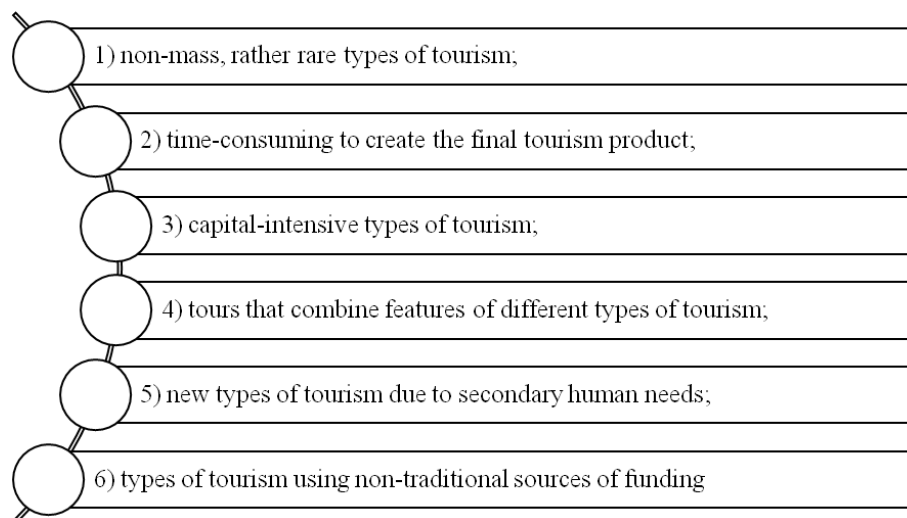 1) non-mass, rather rare types of tourism;
2) time-consuming to create the final tourism product;
3) capital-intensive types of tourism;
4) tours that combine features of different types of tourism;
5) new types of tourism due to secondary human needs;
6) types of tourism using non-traditional sources of funding